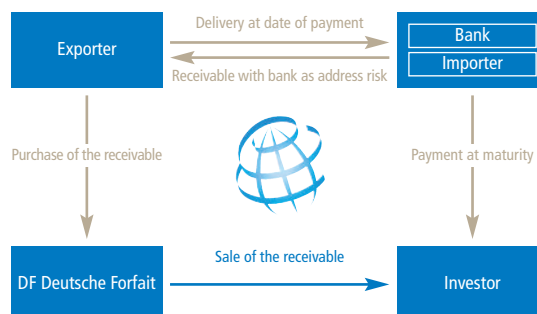 Exporter
Delivery at date of payment
Receivable with bank as address risk
Bank
Importer
Purchase of the receivable
Payment at maturity
DF Deutsche Forfait
Sale of the receivable
Investor